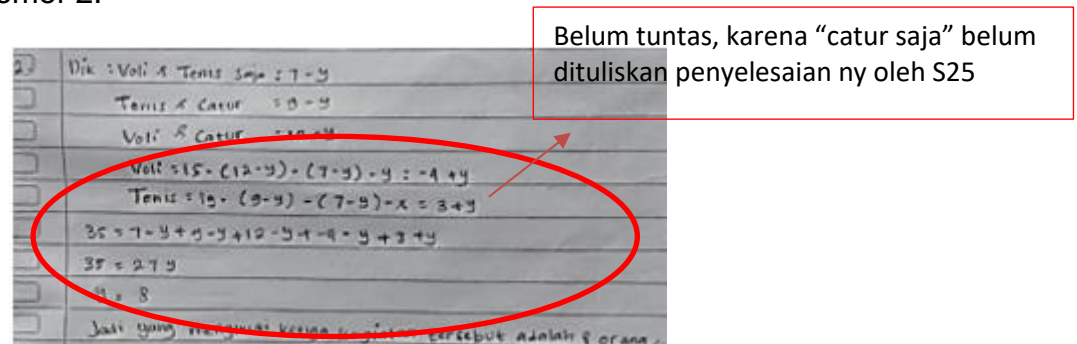 Belum tuntas, karena “catur saja” belum
dituliskan penyelesaian ny oleh S25
2) Dik : Voli & Tenis saja : 7 - y
Tenis & Catur = 9 - y
Voli & Catur
Voli = 15 - (12-y) - (7-y) - y = -4 + y
Tenis = 19 - (9-y) - (7-y) - x = 3 + y
35 = 7 - y + 9 - y + 12 - y + -4 - y + 3 + y
35 = 27 y
y = 8
Jadi yang ketiga kegiatan tersebut adalah 8 orang.